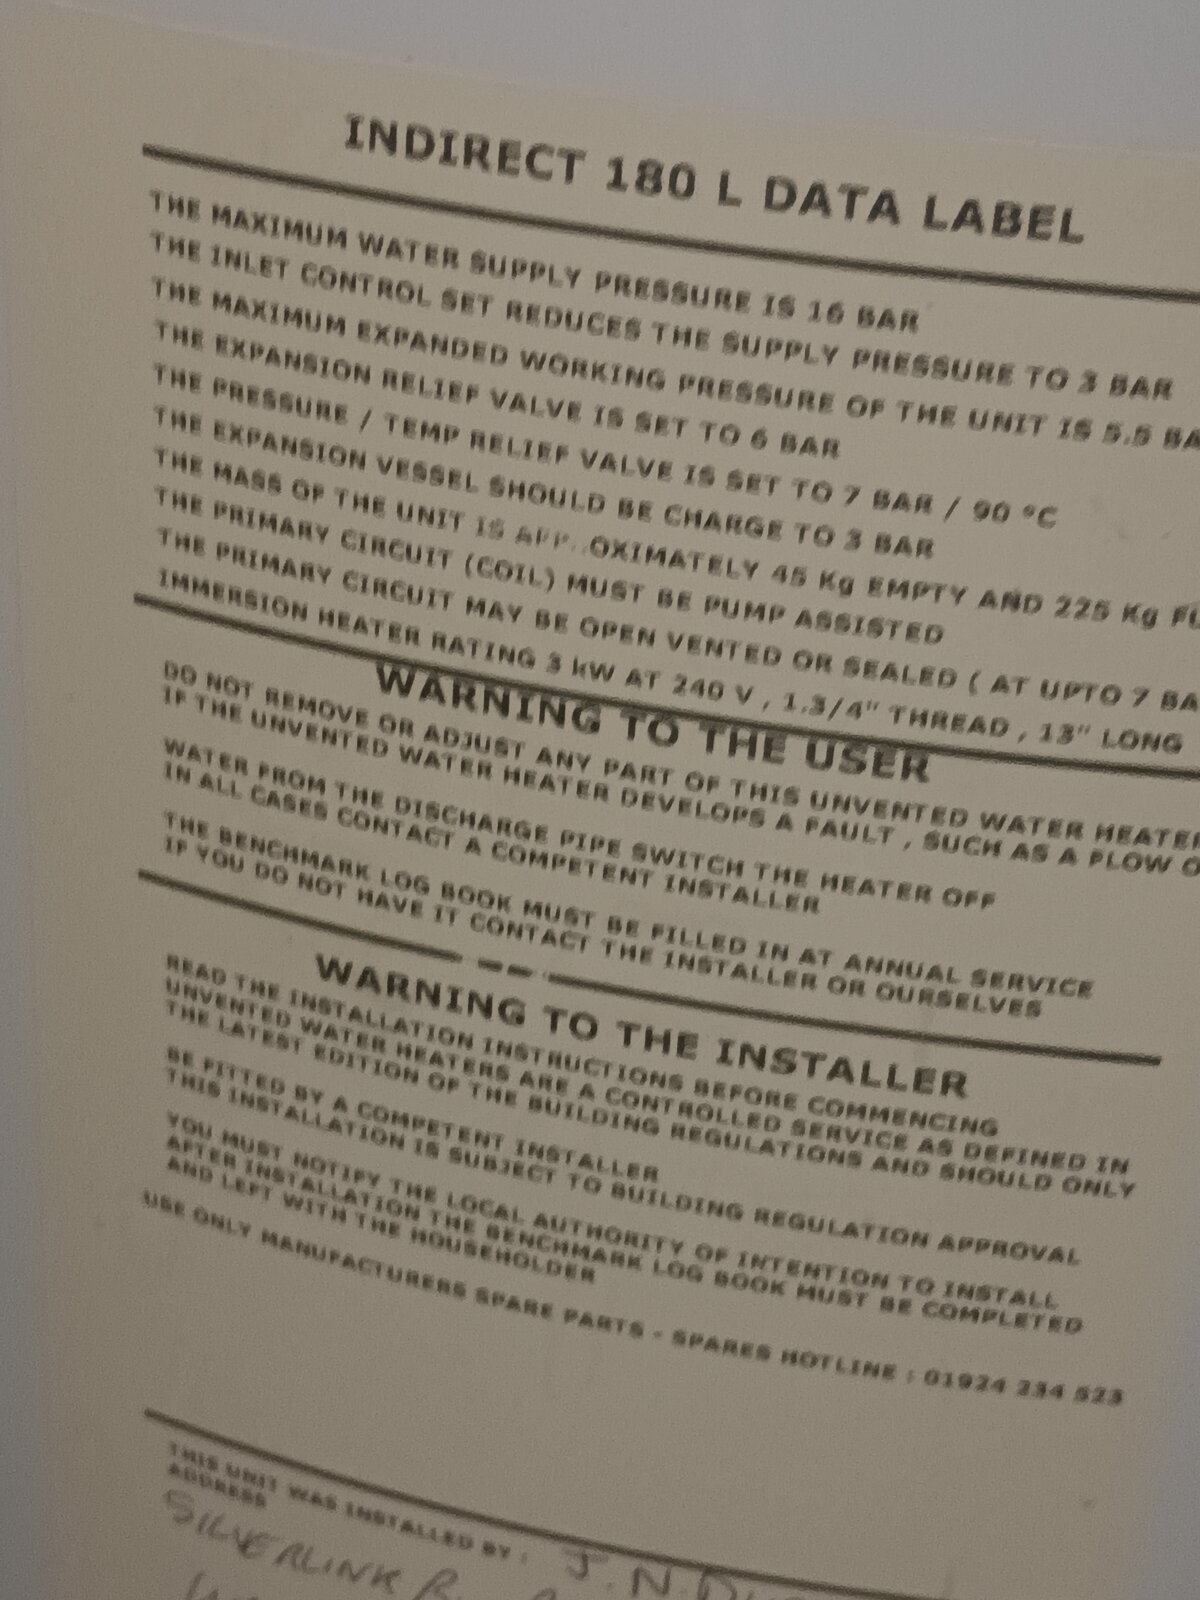 INDIRECT 180 L DATA LABEL
THE MAXIMUM WATER SUPPLY PRESSURE IS 16 BAR
THE INLET CONTROL SET REDUCES THE SUPPLY PRESSURE TO 3 BAR
THE MAXIMUM EXPANDED WORKING PRESSURE OF THE UNIT IS 5.5 BA
THE EXPANSION RELIEF VALVE IS SET TO 6 BAR
THE PRESSURE / TEMP RELIEF VALVE IS SET TO 7 BAR / 90 °C
THE EXPANSION VESSEL SHOULD BE CHARGE TO 3 BAR
THE MASS OF THE UNIT IS APP..OXIMATELY 45 Kg EMPTY AND 225 Kg FU
THE PRIMARY CIRCUIT (COIL) MUST BE PUMP ASSISTED
THE PRIMARY CIRCUIT MAY BE OPEN VENTED OR SEALED ( AT UPTO 7 BA
IMMERSION HEATER RATING 3 kW AT 240 V , 1.3/4" THREAD , 13" LONG
WARNING TO THE USER
DO NOT REMOVE OR ADJUST ANY PART OF THIS UNVENTED WATER HEATER
IF THE UNVENTED WATER HEATER DEVELOPS A FAULT , SUCH AS A FLOW O
WATER FROM THE DISCHARGE PIPE SWITCH THE HEATER OFF
IN ALL CASES CONTACT A COMPETENT INSTALLER
THE BENCHMARK LOG BOOK MUST BE FILLED IN AT ANNUAL SERVICE
IF YOU DO NOT HAVE IT CONTACT THE INSTALLER OR OURSELVES
WARNING TO THE INSTALLER
READ THE INSTALLATION INSTRUCTIONS BEFORE COMMENCING
UNVENTED WATER HEATERS ARE A CONTROLLED SERVICE AS DEFINED IN
THE LATEST EDITION OF THE BUILDING REGULATIONS AND SHOULD ONLY
BE FITTED BY A COMPETENT INSTALLER
THIS INSTALLATION IS SUBJECT TO BUILDING REGULATION APPROVAL
YOU MUST NOTIFY THE LOCAL AUTHORITY OF INTENTION TO INSTALL
AFTER INSTALLATION THE BENCHMARK LOG BOOK MUST BE COMPLETED
AND LEFT WITH THE HOUSEHOLDER
USE ONLY MANUFACTURERS SPARE PARTS - SPARES HOTLINE : 01924 234 523
THIS UNIT WAS INSTALLED BY : J.N.
ADDRESS
SILVERLINK